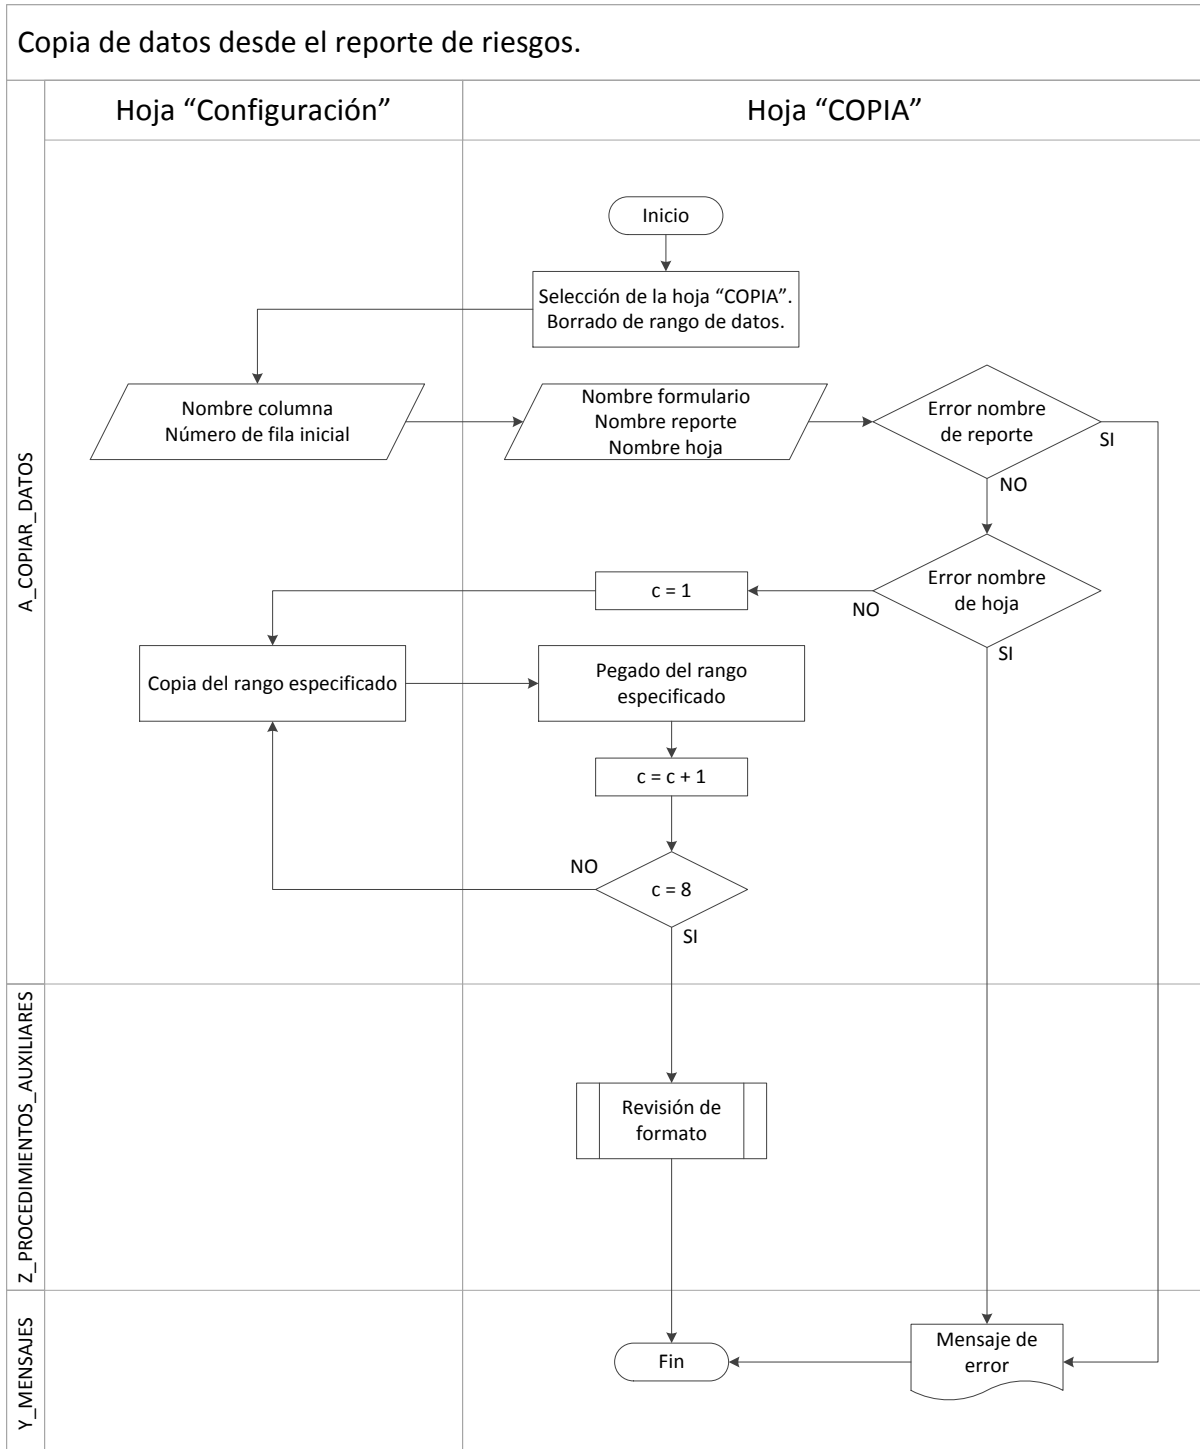 Copia de datos desde el reporte de riesgos.
Hoja “Configuración”
Hoja “COPIA”
A_COPIAR_DATOS
Inicio
Selección de la hoja “COPIA”.
Borrado de rango de datos.
Nombre columna
Número de fila inicial
Nombre formulario
Nombre reporte
Nombre hoja
Error nombre
de reporte
SI
NO
Error nombre
de hoja
NO
SI
c = 1
Copia del rango especificado
Pegado del rango
especificado
c = c + 1
NO
c = 8
SI
Z_PROCEDIMIENTOS_AUXILIARES
Revisión de
formato
Y_MENSAJES
Fin
Mensaje de
error